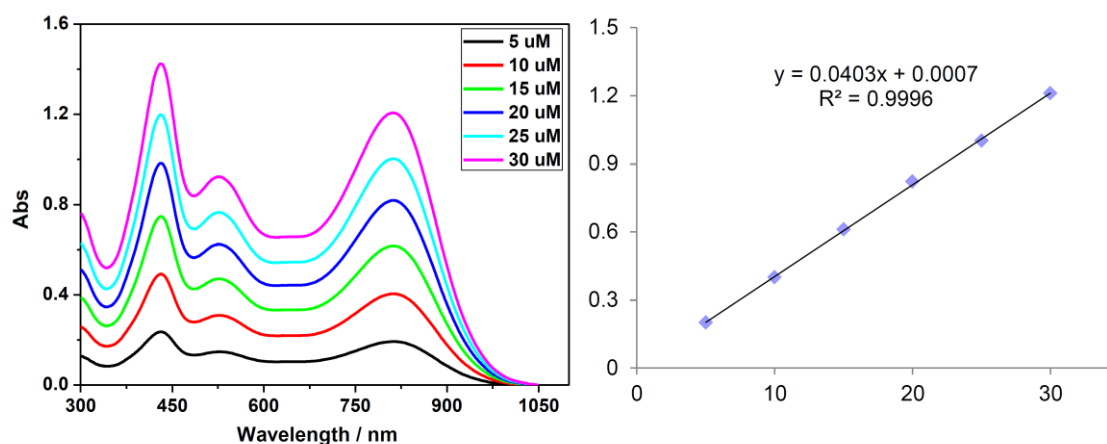 1.6
1.2
0.8
0.4
0.0
Abs
5 uM
10 uM
15 uM
20 uM
25 uM
30 uM
300 450 600 750 900 1050
Wavelength / nm
1.5
1.2
0.9
0.6
0.3
0
y = 0.0403x + 0.0007
R² = 0.9996
0 10 20 30